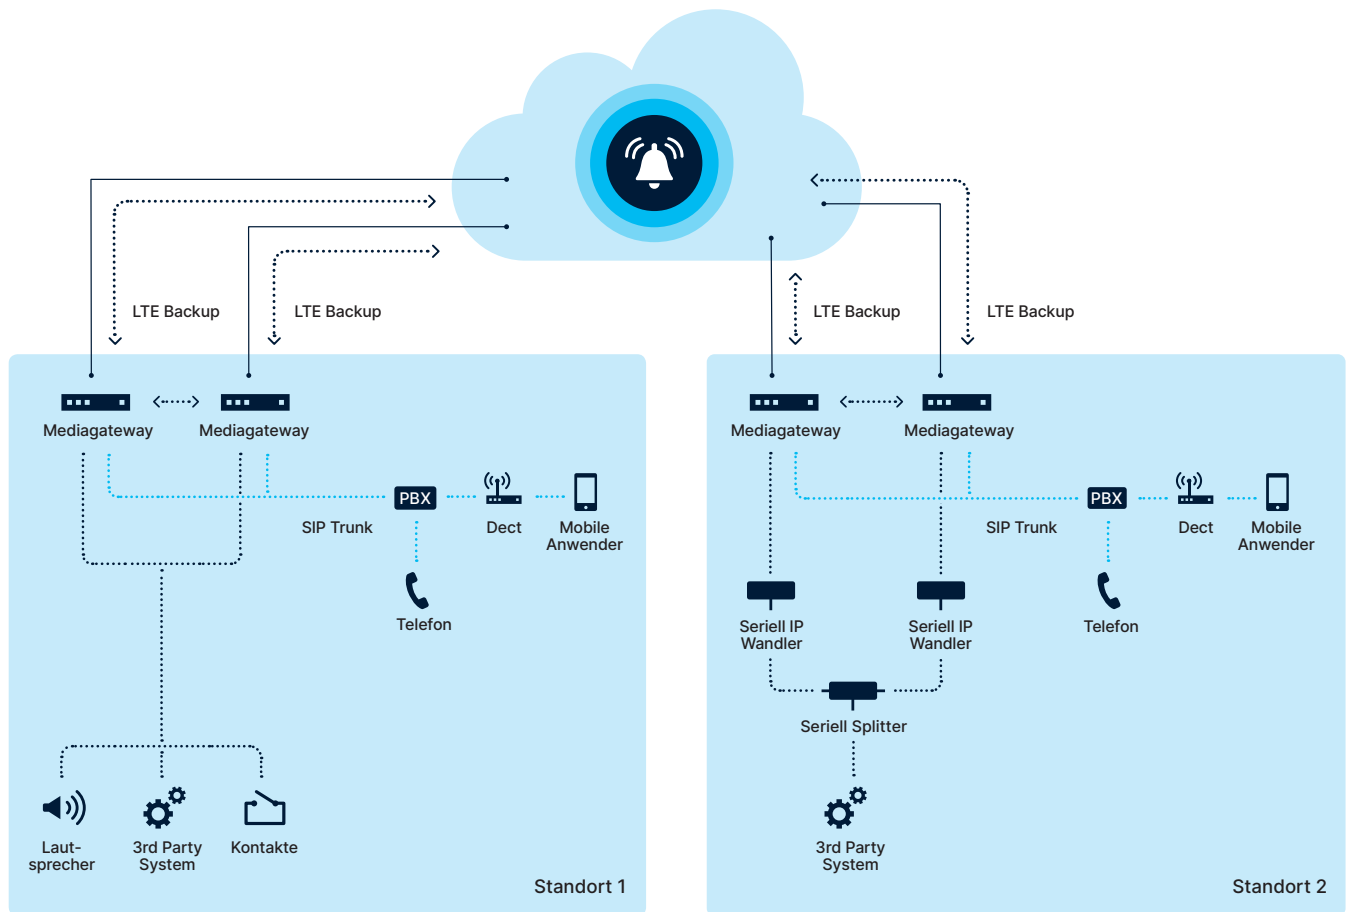 LTE Backup
LTE Backup
LTE Backup
LTE Backup
Mediagateway
Mediagateway
PBX
SIP Trunk
Dect
Mobile
Anwender
Telefon
Laut-
sprecher
3rd Party
System
Kontakte
Standort 1
Mediagateway
Mediagateway
PBX
SIP Trunk
Dect
Mobile
Anwender
Seriell IP
Wandler
Seriell IP
Wandler
Telefon
Seriell Splitter
3rd Party
System
Standort 2